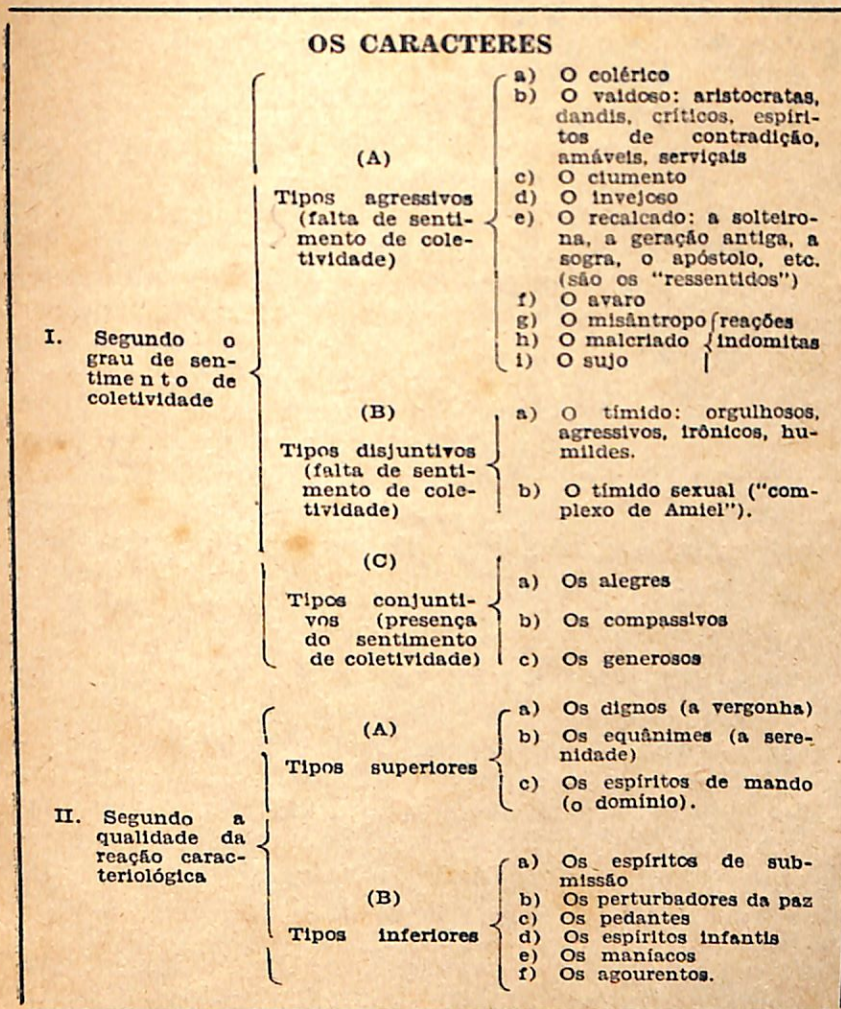 OS CARACTERES
I. Segundo o
grau de sen-
timento de
coletividade
(A)
Tipos agressivos
(falta de senti-
mento de cole-
tividade)
a) O colérico
b) O vaidoso: aristocratas,
dandis, críticos, espíri-
tos de contradição,
amáveis, serviçais
c) O ciumento
d) O invejoso
e) O recalcado: a solteiro-
na, a geração antiga, a
sogra, o apóstolo, etc.
(são os "ressentidos")
f) O avaro
g) O misântropo
h) O malcriado
i) O sujo
reações
indomitas
(B)
Tipos disjuntivos
(falta de senti-
mento de cole-
tividade)
a) O tímido: orgulhosos,
agressivos, irônicos, hu-
mildes.
b) O tímido sexual ("com-
plexo de Amiel").
(C)
Tipos conjunti-
vos (presença
do sentimento
de coletividade)
a) Os alegres
b) Os compassivos
c) Os generosos
II. Segundo a
qualidade da
reação carac-
teriológica
(A)
Tipos superiores
a) Os dignos (a vergonha)
b) Os equânimes (a sere-
nidade)
c) Os espíritos de mando
(o domínio).
(B)
Tipos inferiores
a) Os espíritos de sub-
missão
b) Os perturbadores da paz
c) Os pedantes
d) Os espíritos infantis
e) Os maníacos
f) Os agourentos.